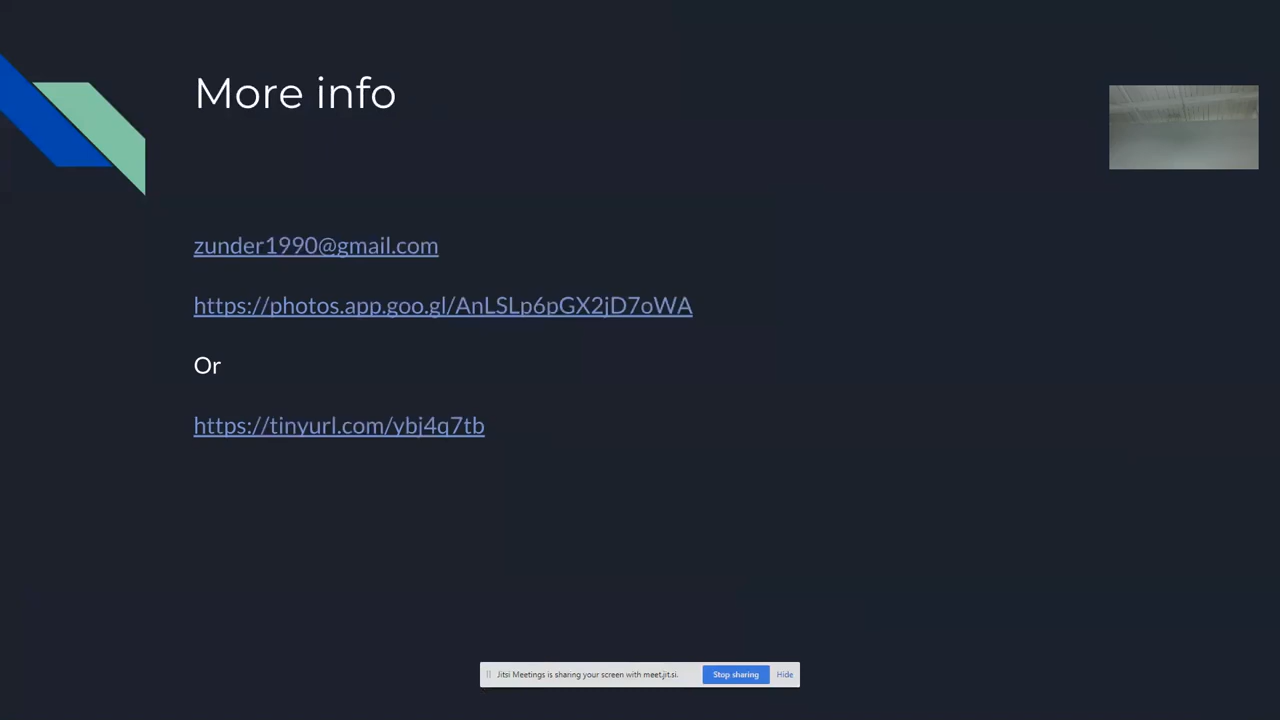 More info
zunder1990@gmail.com
https://photos.app.goo.gl/AnLSLp6pGX2jD7oWA
Or
https://tinyurl.com/ybj4q7tb
Jitsi Meetings is sharing your screen with meet.jit.si.
Stop sharing
Hide